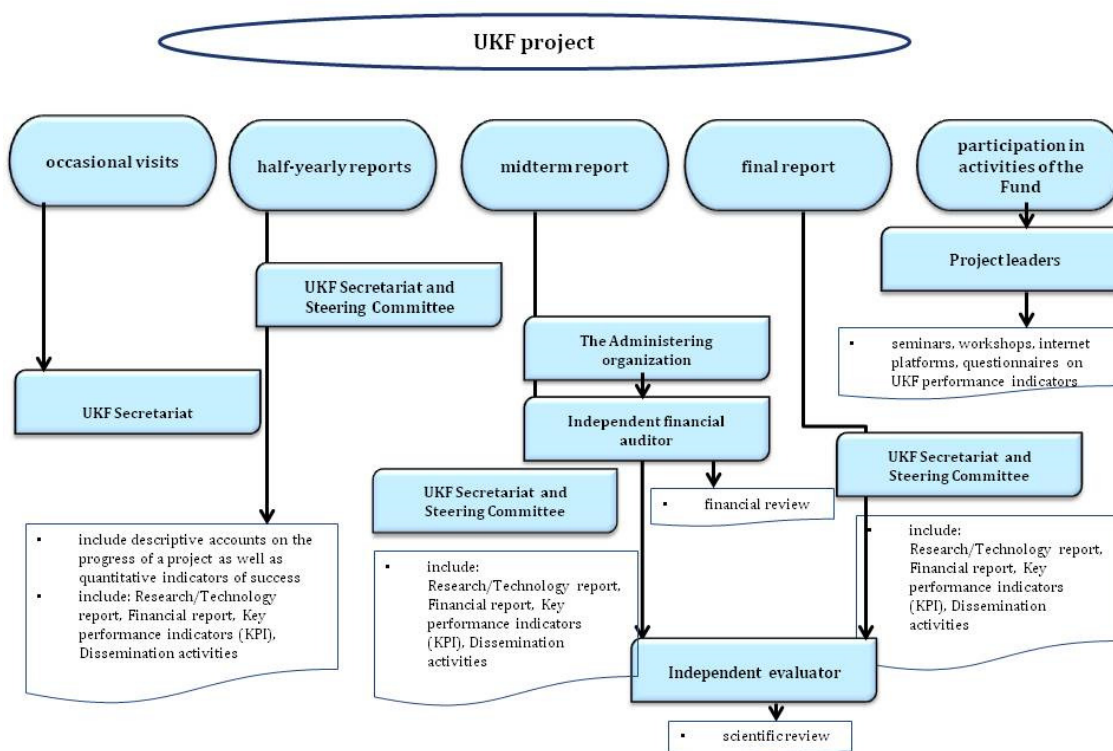 UKF project
occasional visits
half-yearly reports
midterm report
final report
participation in
activities of the
Fund
Project leaders
UKF Secretariat and
Steering Committee
The Administering
organization
▪ seminars, workshops, internet
platforms, questionnaires on
UKF performance indicators
UKF Secretariat
Independent financial
auditor
UKF Secretariat and
Steering Committee
UKF Secretariat and
Steering Committee
▪ financial review
▪ include descriptive accounts on the
progress of a project as well as
quantitative indicators of success
▪ include: Research/Technology
report, Financial report, Key
performance indicators (KPI),
Dissemination activities
▪ include:
Research/Technology report,
Financial report, Key
performance indicators
(KPI), Dissemination
activities
▪ include:
Research/Technology report,
Financial report, Key
performance indicators
(KPI), Dissemination
activities
Independent evaluator
▪ scientific review